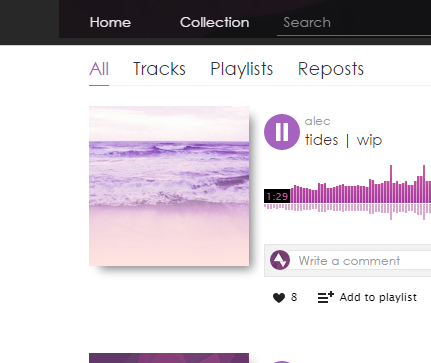 Home Collection Search
All Tracks Playlists Reposts
alec
tides | wip
1:29
Write a comment
8 Add to playlist